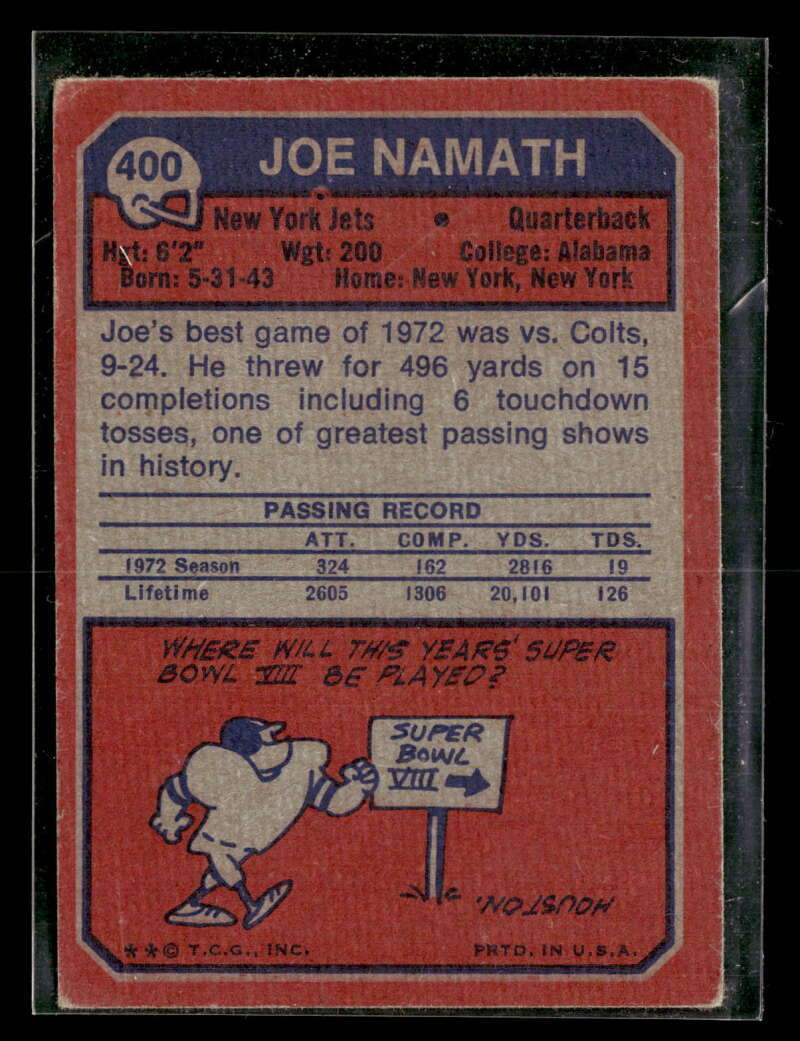 400
JOE NAMATH
New York Jets • Quarterback
Hgt: 6'2" Wgt: 200 College: Alabama
Born: 5-31-43 Home: New York, New York
Joe's best game of 1972 was vs. Colts,
9-24. He threw for 496 yards on 15
completions including 6 touchdown
tosses, one of greatest passing shows
in history.
PASSING RECORD
ATT. COMP. YDS. TDS.
1972 Season 324 162 2816 19
Lifetime 2605 1306 20,101 126
WHERE WILL THIS YEARS' SUPER
BOWL VIII BE PLAYED?
SUPER
BOWL
VIII
HOUSTON.
**© T.C.G., INC. PRTD. IN U.S.A.